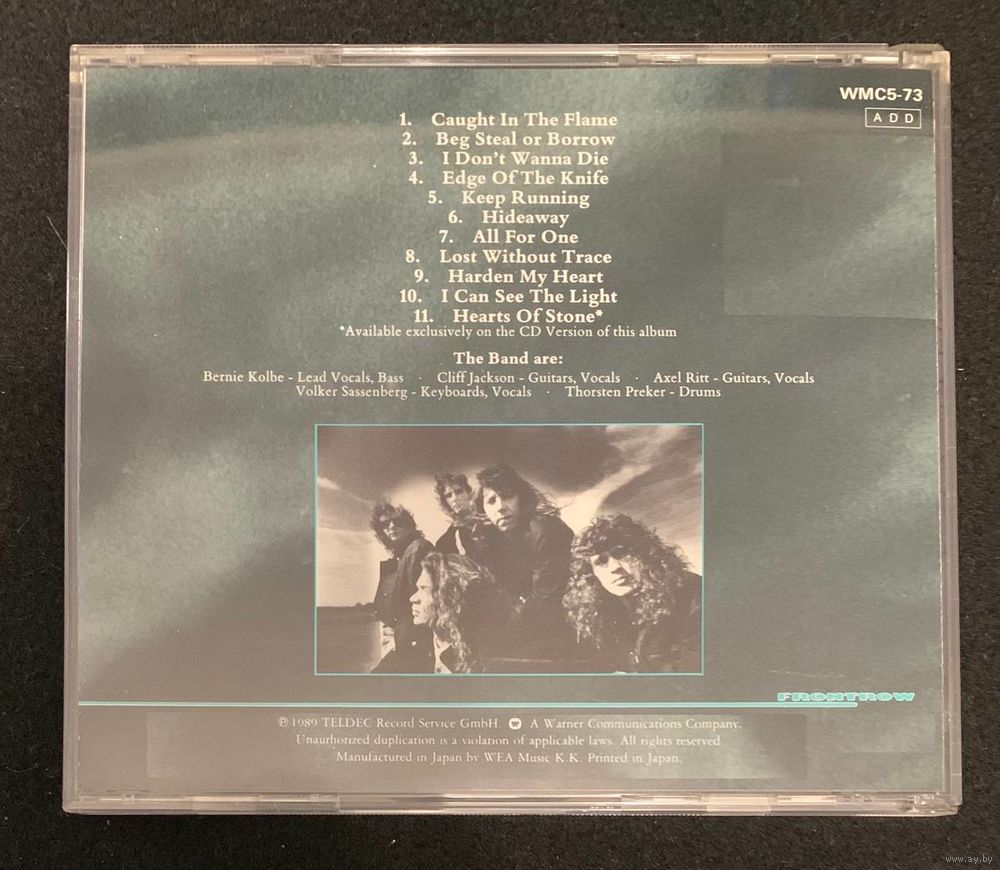 WMC5-73
ADD
1. Caught In The Flame
2. Beg Steal or Borrow
3. I Don't Wanna Die
4. Edge Of The Knife
5. Keep Running
6. Hideaway
7. All For One
8. Lost Without Trace
9. Harden My Heart
10. I Can See The Light
11. Hearts Of Stone*
*Available exclusively on the CD Version of this album
The Band are:
Bernie Kolbe - Lead Vocals, Bass · Cliff Jackson - Guitars, Vocals · Axel Ritt - Guitars, Vocals
Volker Sassenberg - Keyboards, Vocals · Thorsten Preker - Drums
FRONTROW
℗ 1989 TELDEC Record Service GmbH. A Warner Communications Company.
Unauthorized duplication is a violation of applicable laws. All rights reserved.
Manufactured in Japan by WEA Music K.K. Printed in Japan.
www.ay.by